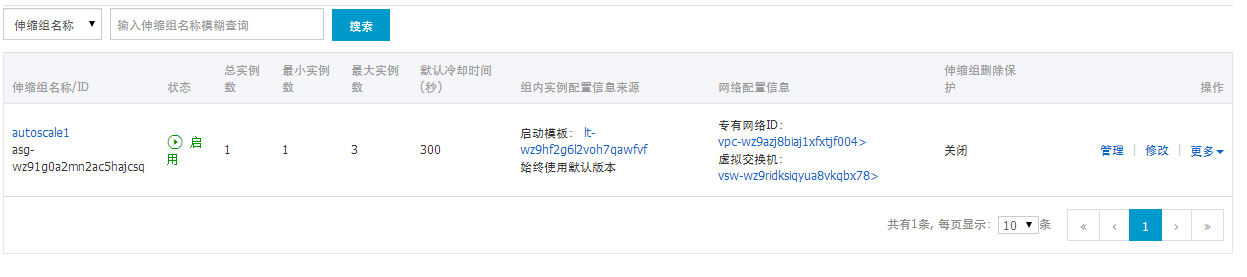 伸缩组名称 输入伸缩组名称模糊查询 搜索
伸缩组名称/ID 状态 总实例数 最小实例数 最大实例数 默认冷却时间(秒) 组内实例配置信息来源 网络配置信息 伸缩组删除保护 操作
autoscale1
asg-
wz91g0a2mn2ac5hajcsq
启用
1
1
3
300
启动模板： lt-
wz9hf2g6l2voh7qawfvf
始终使用默认版本
专有网络ID：
vpc-wz9azj8biaj1xfxtjf004>
虚拟交换机：
vsw-wz9ridksiqyua8vkqbx78>
关闭
管理 | 修改 | 更多
共有1条, 每页显示： 10 条 « ‹ 1 › »